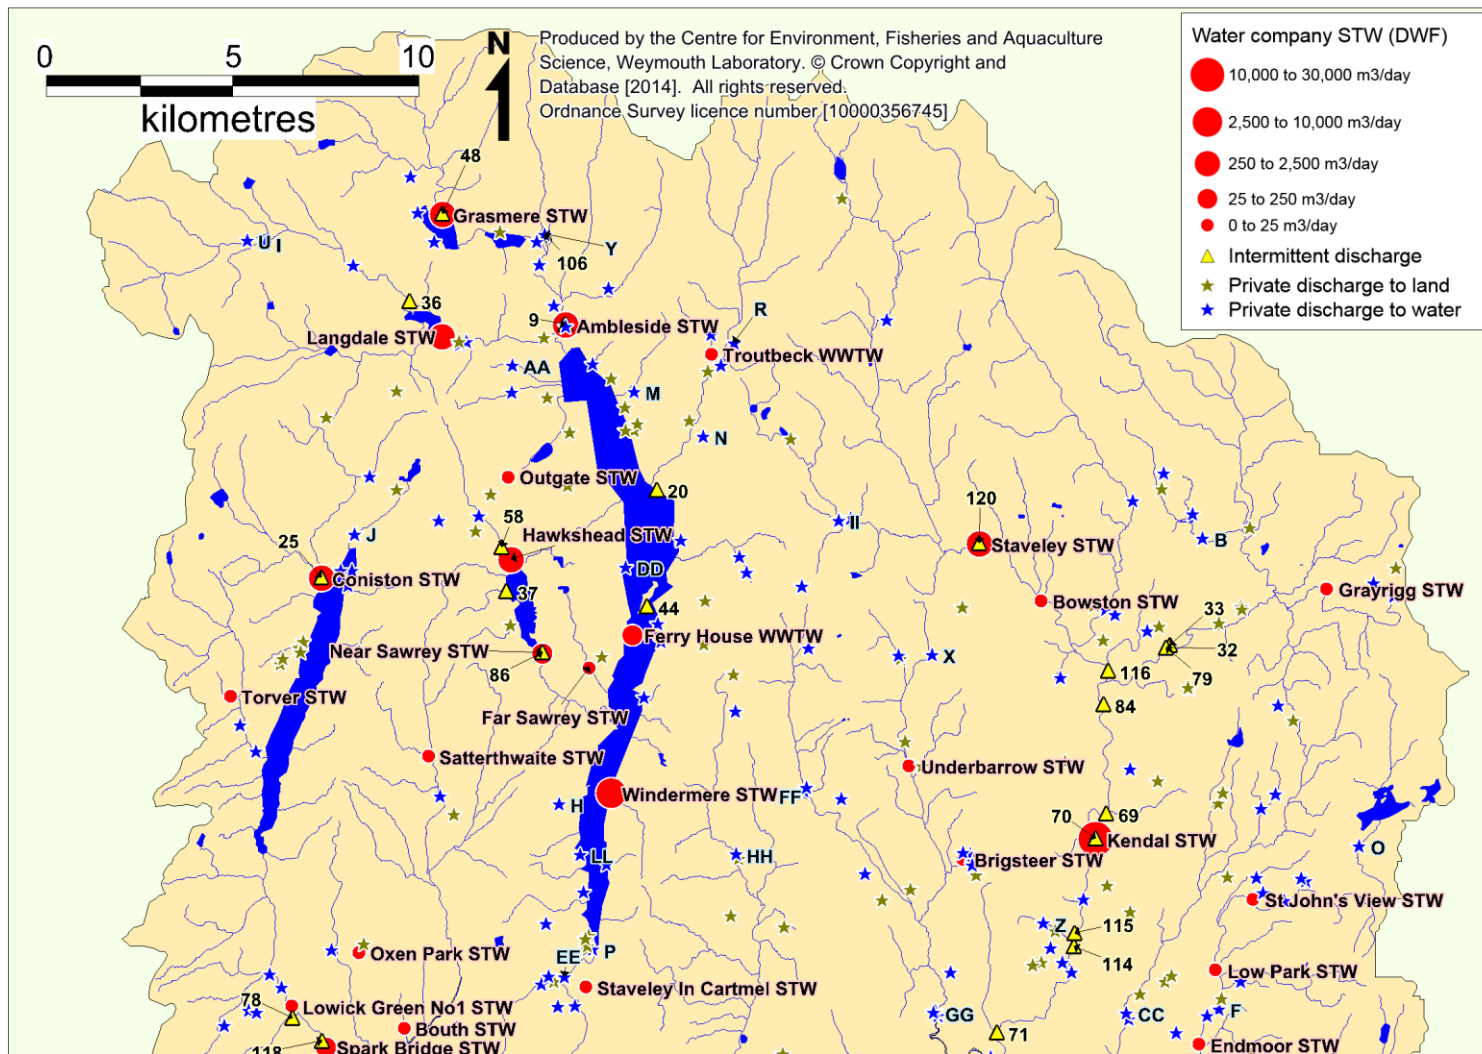 0 5 10
kilometres
N
Produced by the Centre for Environment, Fisheries and Aquaculture
Science, Weymouth Laboratory. © Crown Copyright and
Database [2014]. All rights reserved.
Ordnance Survey licence number [10000356745]
Water company STW (DWF)
10,000 to 30,000 m3/day
2,500 to 10,000 m3/day
250 to 2,500 m3/day
25 to 250 m3/day
0 to 25 m3/day
Intermittent discharge
Private discharge to land
Private discharge to water
48
Grasmere STW
U I
Y
106
36
9
Ambleside STW
R
Langdale STW
Troutbeck WWTW
AA
M
N
Outgate STW
20
120
58
II
Hawkshead STW
B
25
Staveley STW
J
DD
Coniston STW
Grayrigg STW
37
44
Bowston STW
33
Ferry House WWTW
32
Near Sawrey STW
X
86
116
79
Torver STW
84
Far Sawrey STW
Satterthwaite STW
Underbarrow STW
Windermere STW
FF
H
69
70
Kendal STW
O
LL
HH
Brigsteer STW
St John's View STW
Z
115
Oxen Park STW
EE
P
114
Low Park STW
Staveley In Cartmel STW
78
Lowick Green No1 STW
GG
CC
F
Bouth STW
71
118
Spark Bridge STW
Endmoor STW